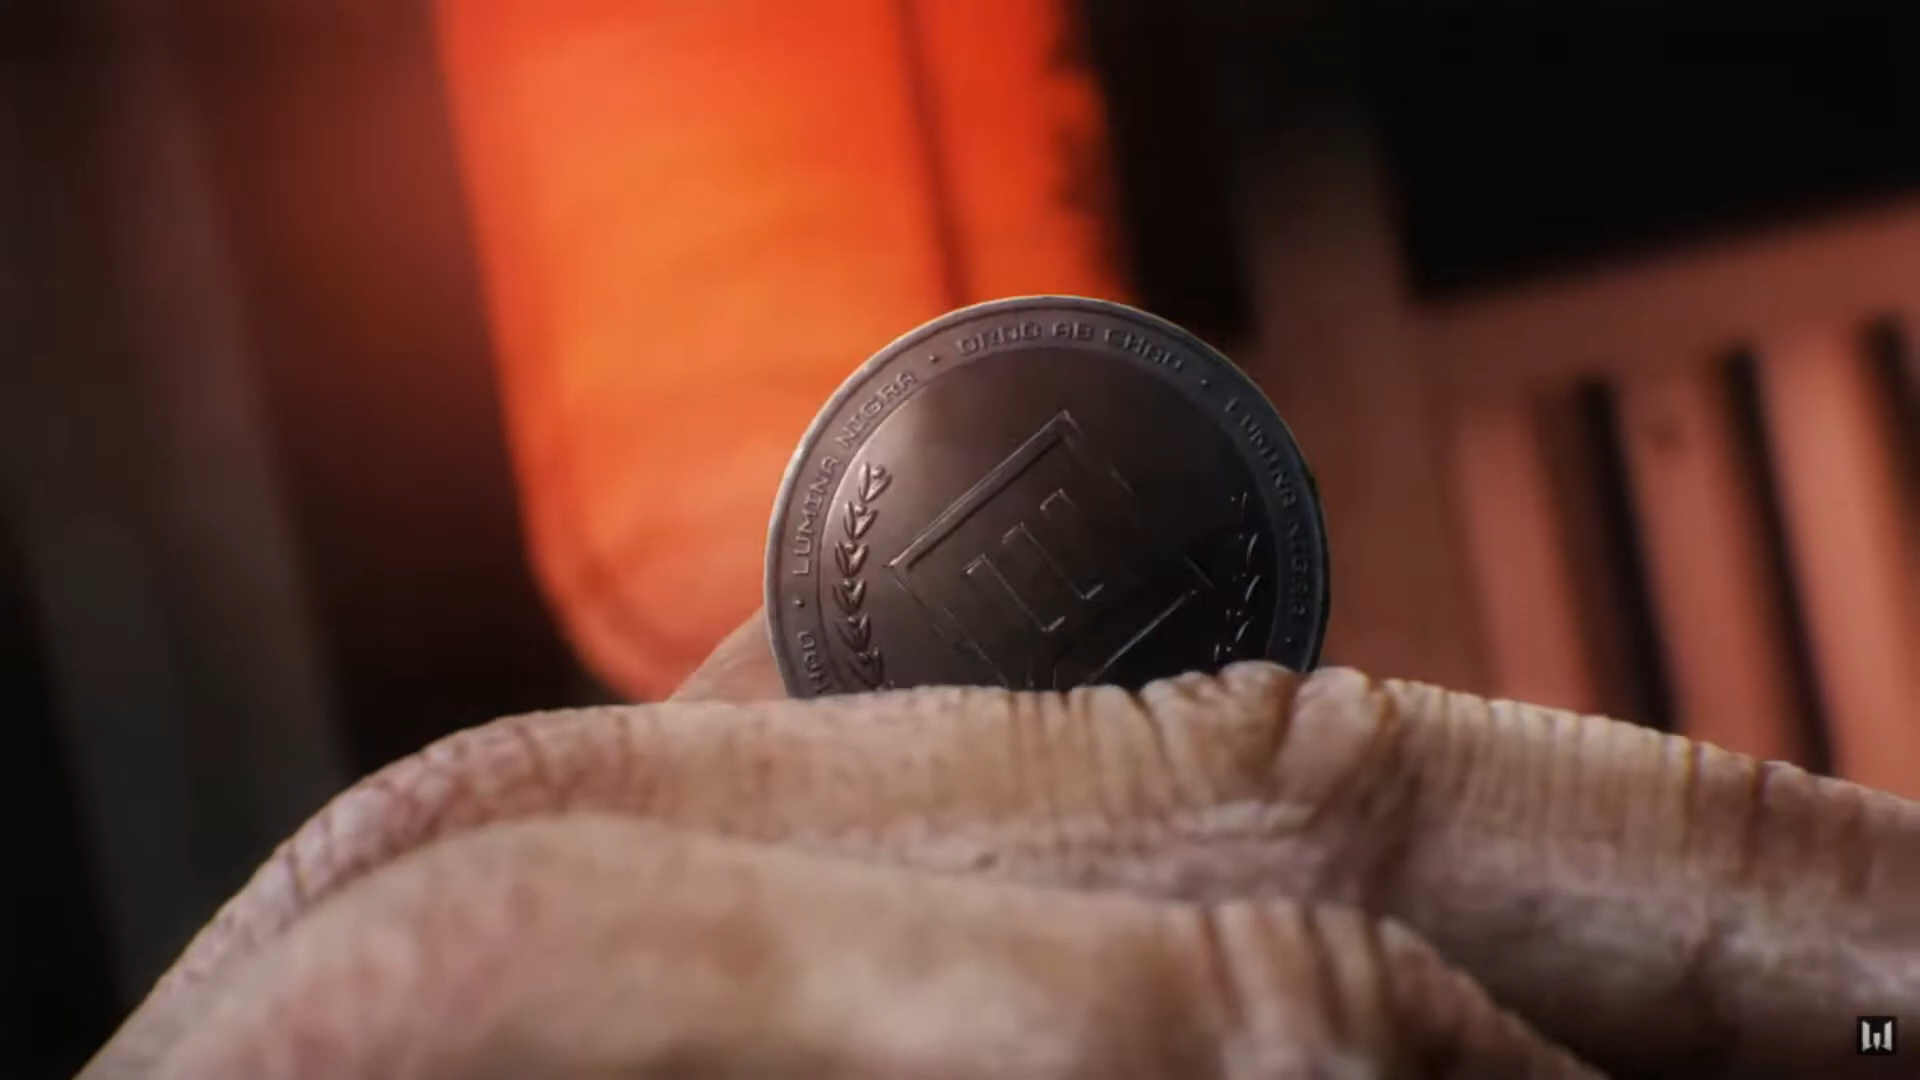 LUMINA NIGRA • ORDO AB CHAO • LUMINA NIGRA •